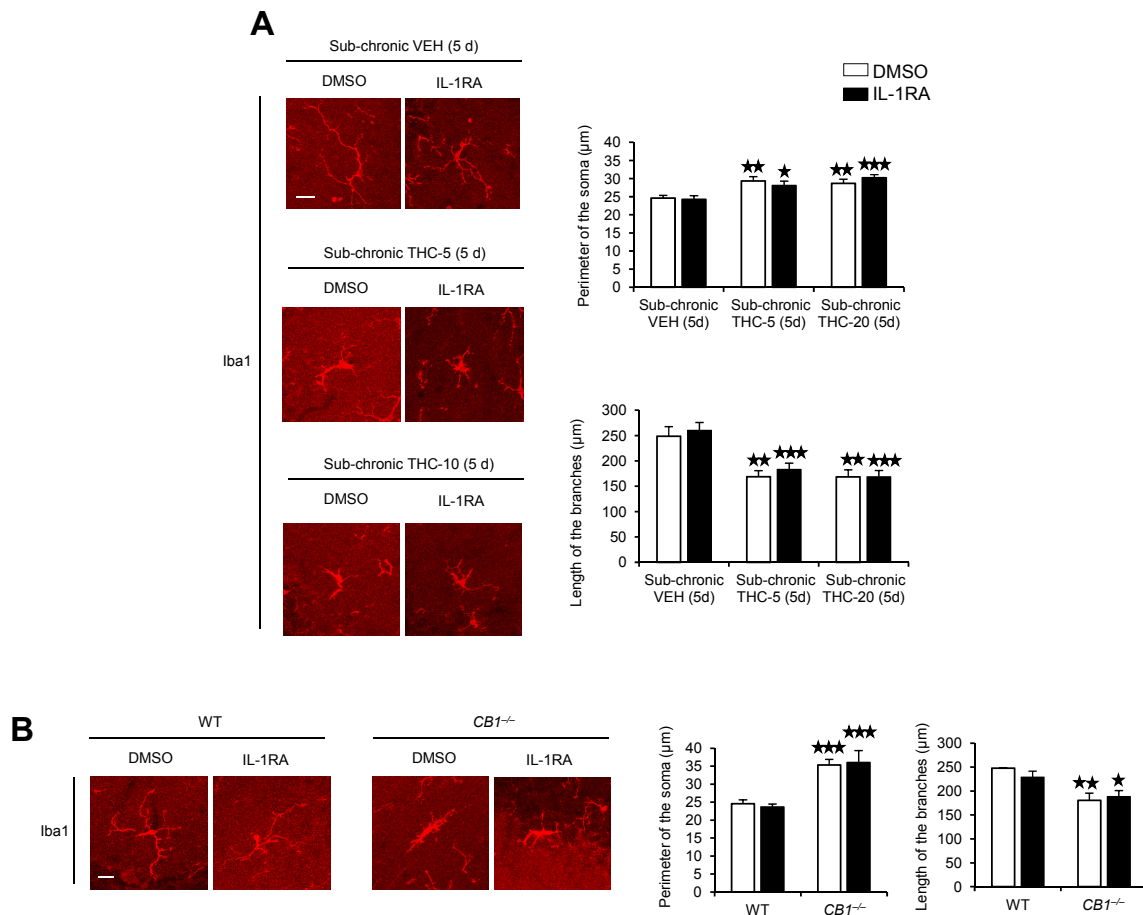 A
Sub-chronic VEH (5 d)
DMSO IL-1RA
Sub-chronic THC-5 (5 d)
DMSO IL-1RA
Iba1
Sub-chronic THC-10 (5 d)
DMSO IL-1RA
DMSO
IL-1RA
Perimeter of the soma (μm)
40
35
30
25
20
15
10
5
0
★★ ★ ★★ ★★★
Sub-chronic Sub-chronic Sub-chronic
VEH (5d) THC-5 (5d) THC-20 (5d)
Length of the branches (μm)
300
250
200
150
100
50
0
★★ ★★★ ★★ ★★★
Sub-chronic Sub-chronic Sub-chronic
VEH (5d) THC-5 (5d) THC-20 (5d)
B
WT CB1⁻/⁻
DMSO IL-1RA DMSO IL-1RA
Iba1
Perimeter of the soma (μm)
40
35
30
25
20
15
10
5
0
★★★ ★★★
WT CB1⁻/⁻
Length of the branches (μm)
300
250
200
150
100
50
0
★★ ★
WT CB1⁻/⁻